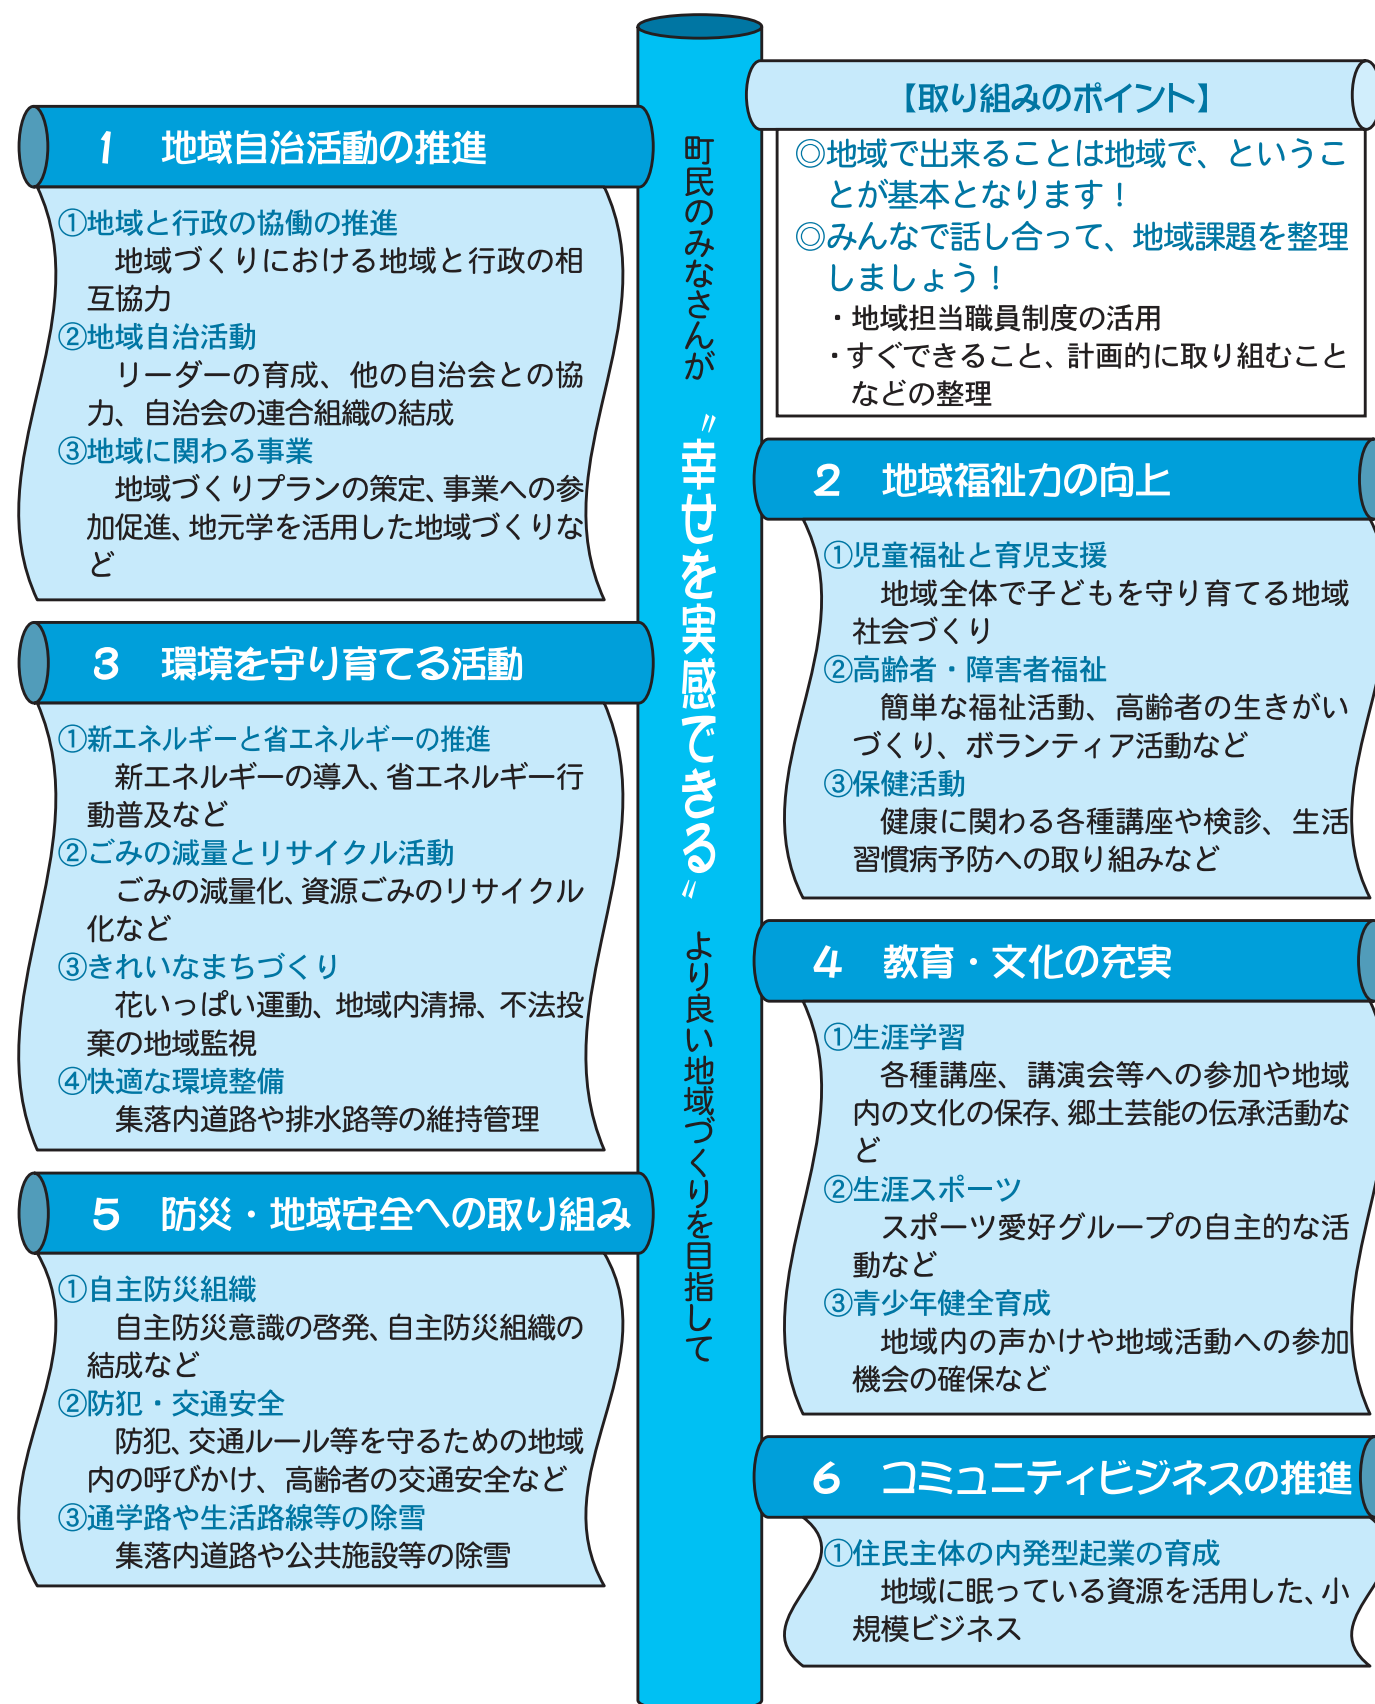 町民のみなさんが
〝幸せを実感できる〟
より良い地域づくりを目指して
【取り組みのポイント】
◎地域で出来ることは地域で、というこ
とが基本となります！
◎みんなで話し合って、地域課題を整理
しましょう！
・地域担当職員制度の活用
・すぐできること、計画的に取り組むこと
などの整理
1 地域自治活動の推進
①地域と行政の協働の推進
地域づくりにおける地域と行政の相
互協力
②地域自治活動
リーダーの育成、他の自治会との協
力、自治会の連合組織の結成
③地域に関わる事業
地域づくりプランの策定、事業への参
加促進、地元学を活用した地域づくりな
ど
2 地域福祉力の向上
①児童福祉と育児支援
地域全体で子どもを守り育てる地域
社会づくり
②高齢者・障害者福祉
簡単な福祉活動、高齢者の生きがい
づくり、ボランティア活動など
③保健活動
健康に関わる各種講座や検診、生活
習慣病予防への取り組みなど
3 環境を守り育てる活動
①新エネルギーと省エネルギーの推進
新エネルギーの導入、省エネルギー行
動普及など
②ごみの減量とリサイクル活動
ごみの減量化、資源ごみのリサイクル
化など
③きれいなまちづくり
花いっぱい運動、地域内清掃、不法投
棄の地域監視
④快適な環境整備
集落内道路や排水路等の維持管理
4 教育・文化の充実
①生涯学習
各種講座、講演会等への参加や地域
内の文化の保存、郷土芸能の伝承活動な
ど
②生涯スポーツ
スポーツ愛好グループの自主的な活
動など
③青少年健全育成
地域内の声かけや地域活動への参加
機会の確保など
5 防災・地域安全への取り組み
①自主防災組織
自主防災意識の啓発、自主防災組織の
結成など
②防犯・交通安全
防犯、交通ルール等を守るための地域
内の呼びかけ、高齢者の交通安全など
③通学路や生活路線等の除雪
集落内道路や公共施設等の除雪
6 コミュニティビジネスの推進
①住民主体の内発型起業の育成
地域に眠っている資源を活用した、小
規模ビジネス